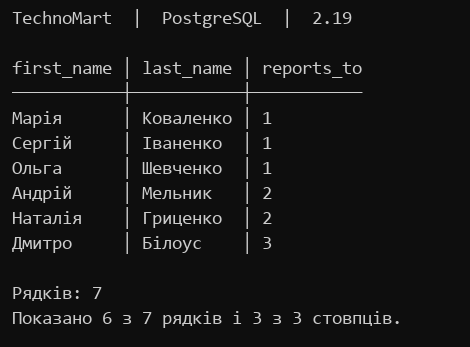 TechnoMart | PostgreSQL | 2.19
first_name | last_name | reports_to
Марія | Коваленко | 1
Сергій | Іваненко | 1
Ольга | Шевченко | 1
Андрій | Мельник | 2
Наталія | Гриценко | 2
Дмитро | Білоус | 3
Рядків: 7
Показано 6 з 7 рядків і 3 з 3 стовпців.